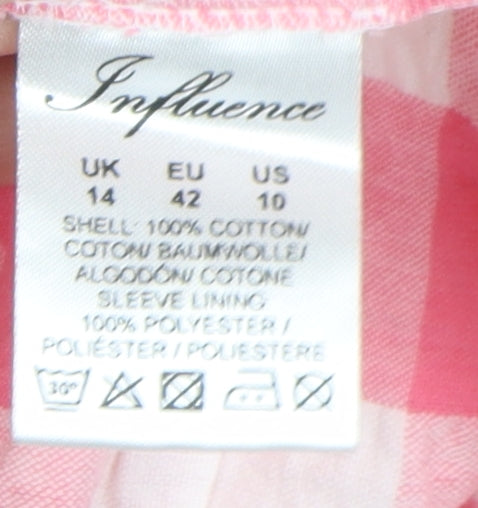 Influence
UK EU US
14 42 10
SHELL: 100% COTTON/
COTON/ BAUMWOLLE/
ALGODÓN/ COTONE
SLEEVE LINING
100% POLYESTER /
POLIÉSTER / POLIESTERE
30°